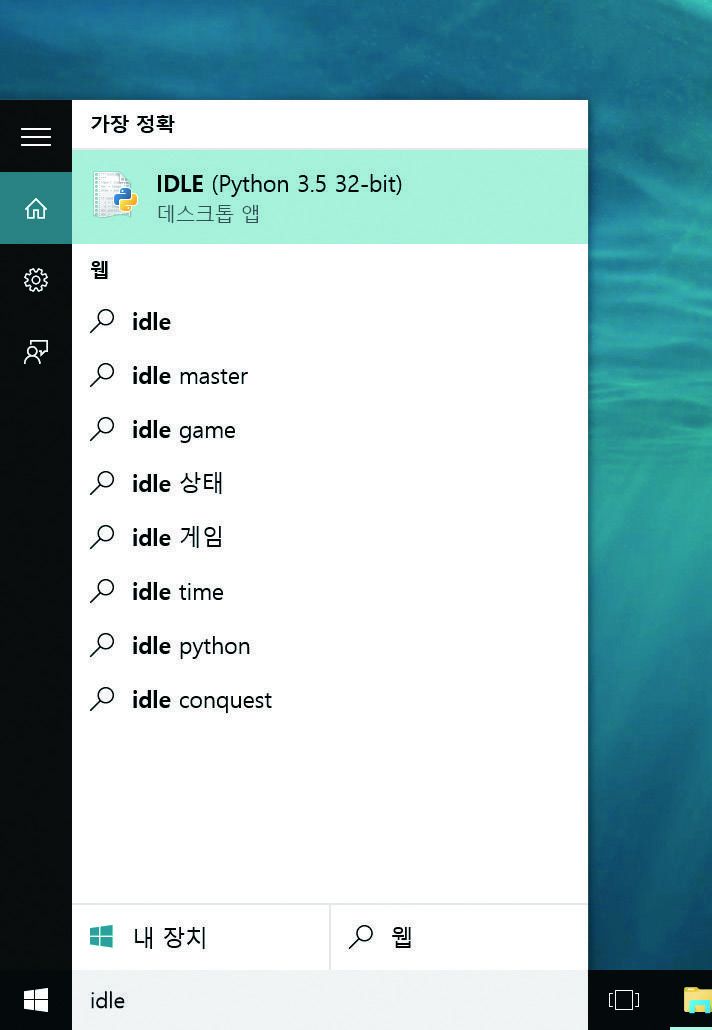 가장 정확
IDLE (Python 3.5 32-bit)
데스크톱 앱
웹
idle
idle master
idle game
idle 상태
idle 게임
idle time
idle python
idle conquest
내 장치
웹
idle